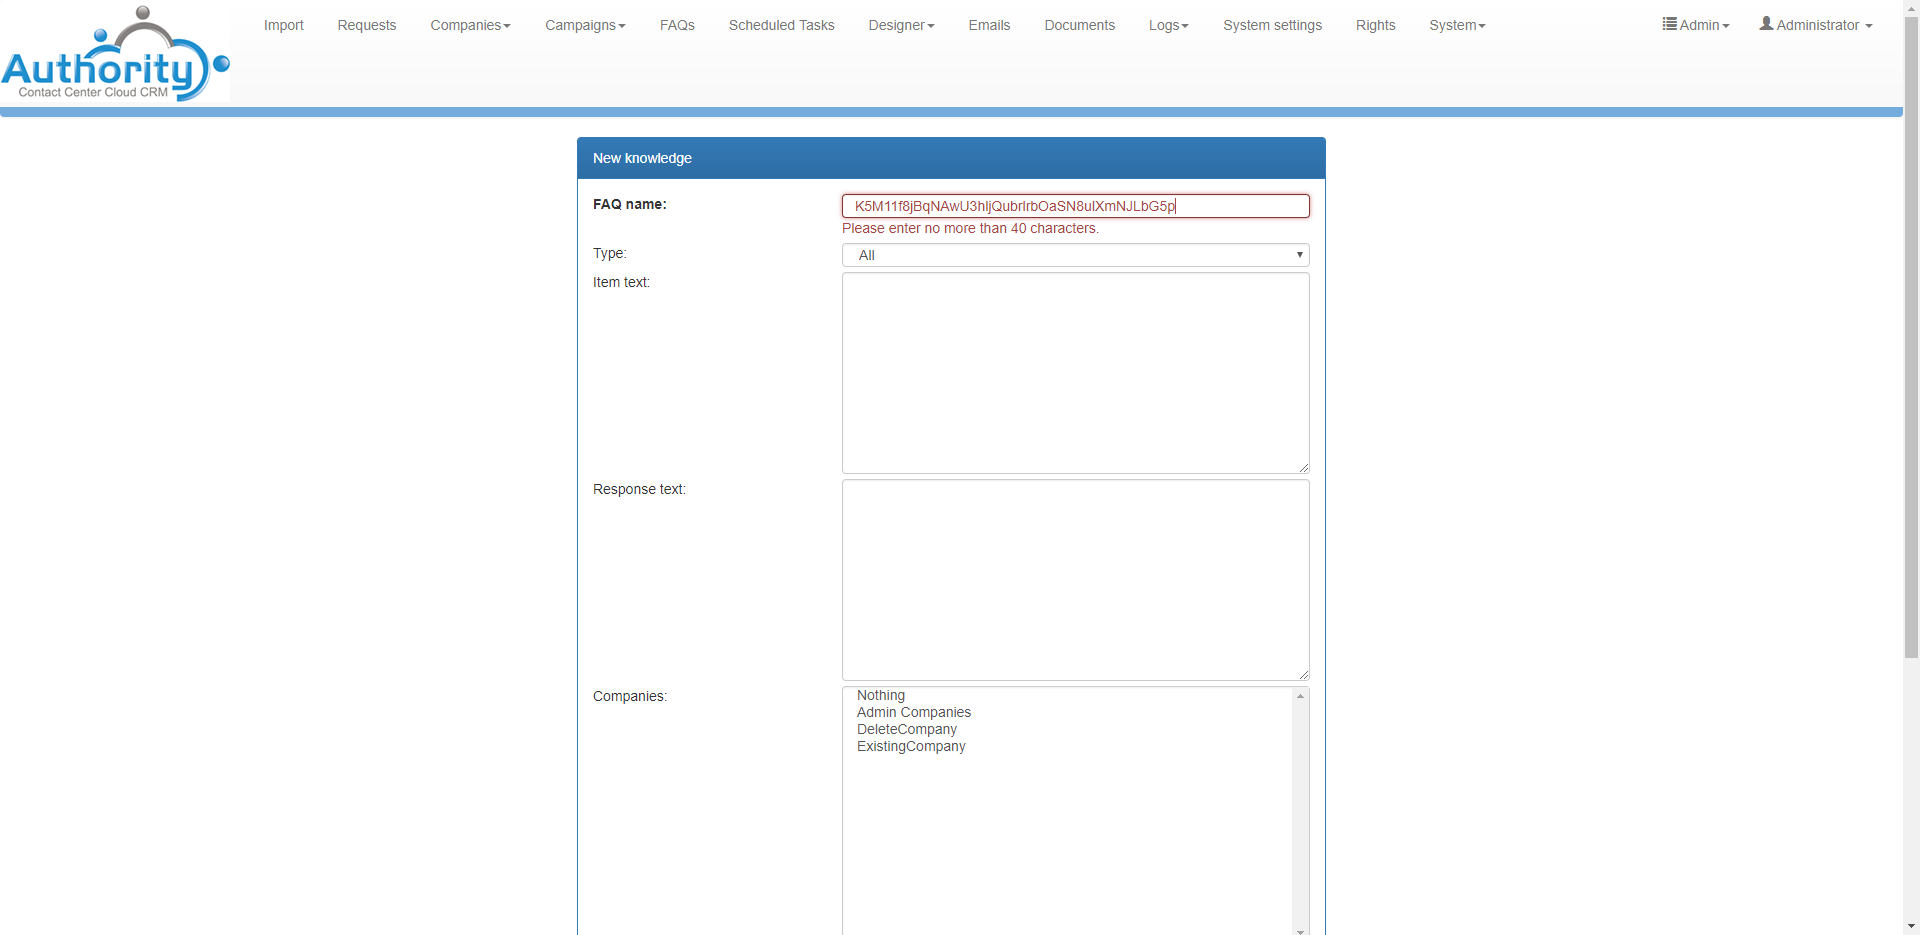 Authority
Contact Center Cloud CRM
Import Requests Companies Campaigns FAQs Scheduled Tasks Designer Emails Documents Logs System settings Rights System Admin Administrator
New knowledge
FAQ name:
K5M11f8jBqNAwU3hljQubrlrbOaSN8ulXmNJLbG5p
Please enter no more than 40 characters.
Type:
All
Item text:
Response text:
Companies:
Nothing
Admin Companies
DeleteCompany
ExistingCompany